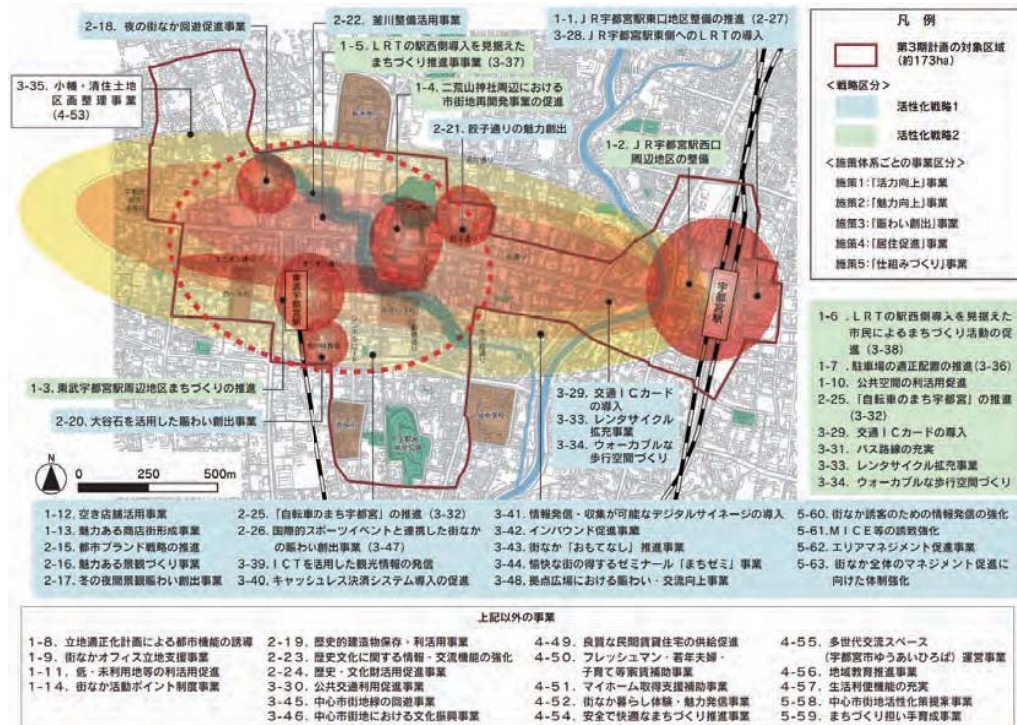 2-18. 夜の街なか回遊促進事業
2-22. 釜川整備活用事業
1-1. JR宇都宮駅東口地区整備の推進 (2-27)
3-28. JR宇都宮駅東側へのLRTの導入
1-5. LRTの駅西側導入を見据えた
まちづくり推進事事業 (3-37)
3-35. 小幡・清住土地
区画整理事業
(4-53)
1-4. 二荒山神社周辺における
市街地再開発事業の促進
2-21. 餃子通りの魅力創出
1-2. JR宇都宮駅西口
周辺地区の整備
凡 例
第3期計画の対象区域
(約173ha)
<戦略区分>
活性化戦略1
活性化戦略2
<施策体系ごとの事業区分>
施策1:「活力向上」事業
施策2:「魅力向上」事業
施策3:「賑わい創出」事業
施策4:「居住促進」事業
施策5:「仕組みづくり」事業
東武宇都宮駅
宇都宮駅
1-3. 東武宇都宮駅周辺地区まちづくりの推進
2-20. 大谷石を活用した賑わい創出事業
3-29. 交通ICカード
の導入
3-33. レンタサイクル
拡充事業
3-34. ウォーカブルな
歩行空間づくり
1-6 . LRTの駅西側導入を見据えた
市民によるまちづくり活動の促
進 (3-38)
1-7 . 駐車場の適正配置の推進 (3-36)
1-10. 公共空間の利活用促進
2-25. 「自転車のまち宇都宮」の推進
(3-32)
3-29. 交通ICカードの導入
3-31. バス路線の充実
3-33. レンタサイクル拡充事業
3-34. ウォーカブルな歩行空間づくり
N
0 250 500m
1-12. 空き店舗活用事業
1-13. 魅力ある商店街形成事業
2-15. 都市ブランド戦略の推進
2-16. 魅力ある景観づくり事業
2-17. 冬の夜間景観賑わい創出事業
2-25. 「自転車のまち宇都宮」の推進 (3-32)
2-26. 国際的スポーツイベントと連携した街なか
の賑わい創出事業 (3-47)
3-39. ICTを活用した観光情報の発信
3-40. キャッシュレス決済システム導入の促進
3-41. 情報発信・収集が可能なデジタルサイネージの導入
3-42. インバウンド促進事業
3-43. 街なか「おもてなし」推進事業
3-44. 愉快な街の得するゼミナール「まちゼミ」事業
3-48. 拠点広場における賑わい・交流向上事業
5-60. 街なか誘客のための情報発信の強化
5-61. MICE等の誘致強化
5-62. エリアマネジメント促進事業
5-63. 街なか全体のマネジメント促進に
向けた体制強化
上記以外の事業
1-8. 立地適正化計画による都市機能の誘導
1-9. 街なかオフィス立地支援事業
1-11. 低・未利用地等の利活用促進
1-14. 街なか活動ポイント制度事業
2-19. 歴史的建造物保存・利活用事業
2-23. 歴史文化に関する情報・交流機能の強化
2-24. 歴史・文化財活用促進事業
3-30. 公共交通利用促進事業
3-45. 中心市街地線の回遊事業
3-46. 中心市街地における文化振興事業
4-49. 良質な民間賃貸住宅の供給促進
4-50. フレッシュマン・若年夫婦・
子育て等家賃補助事業
4-51. マイホーム取得支援補助事業
4-52. 街なか暮らし体験・魅力発信事業
4-54. 安全で快適なまちづくり推進事業
4-55. 多世代交流スペース
(宇都宮市ゆうあいひろば) 運営事業
4-56. 地域教育推進事業
4-57. 生活利便機能の充実
5-58. 中心市街地活性化策提案事業
5-59. まちづくり担い手育成事業